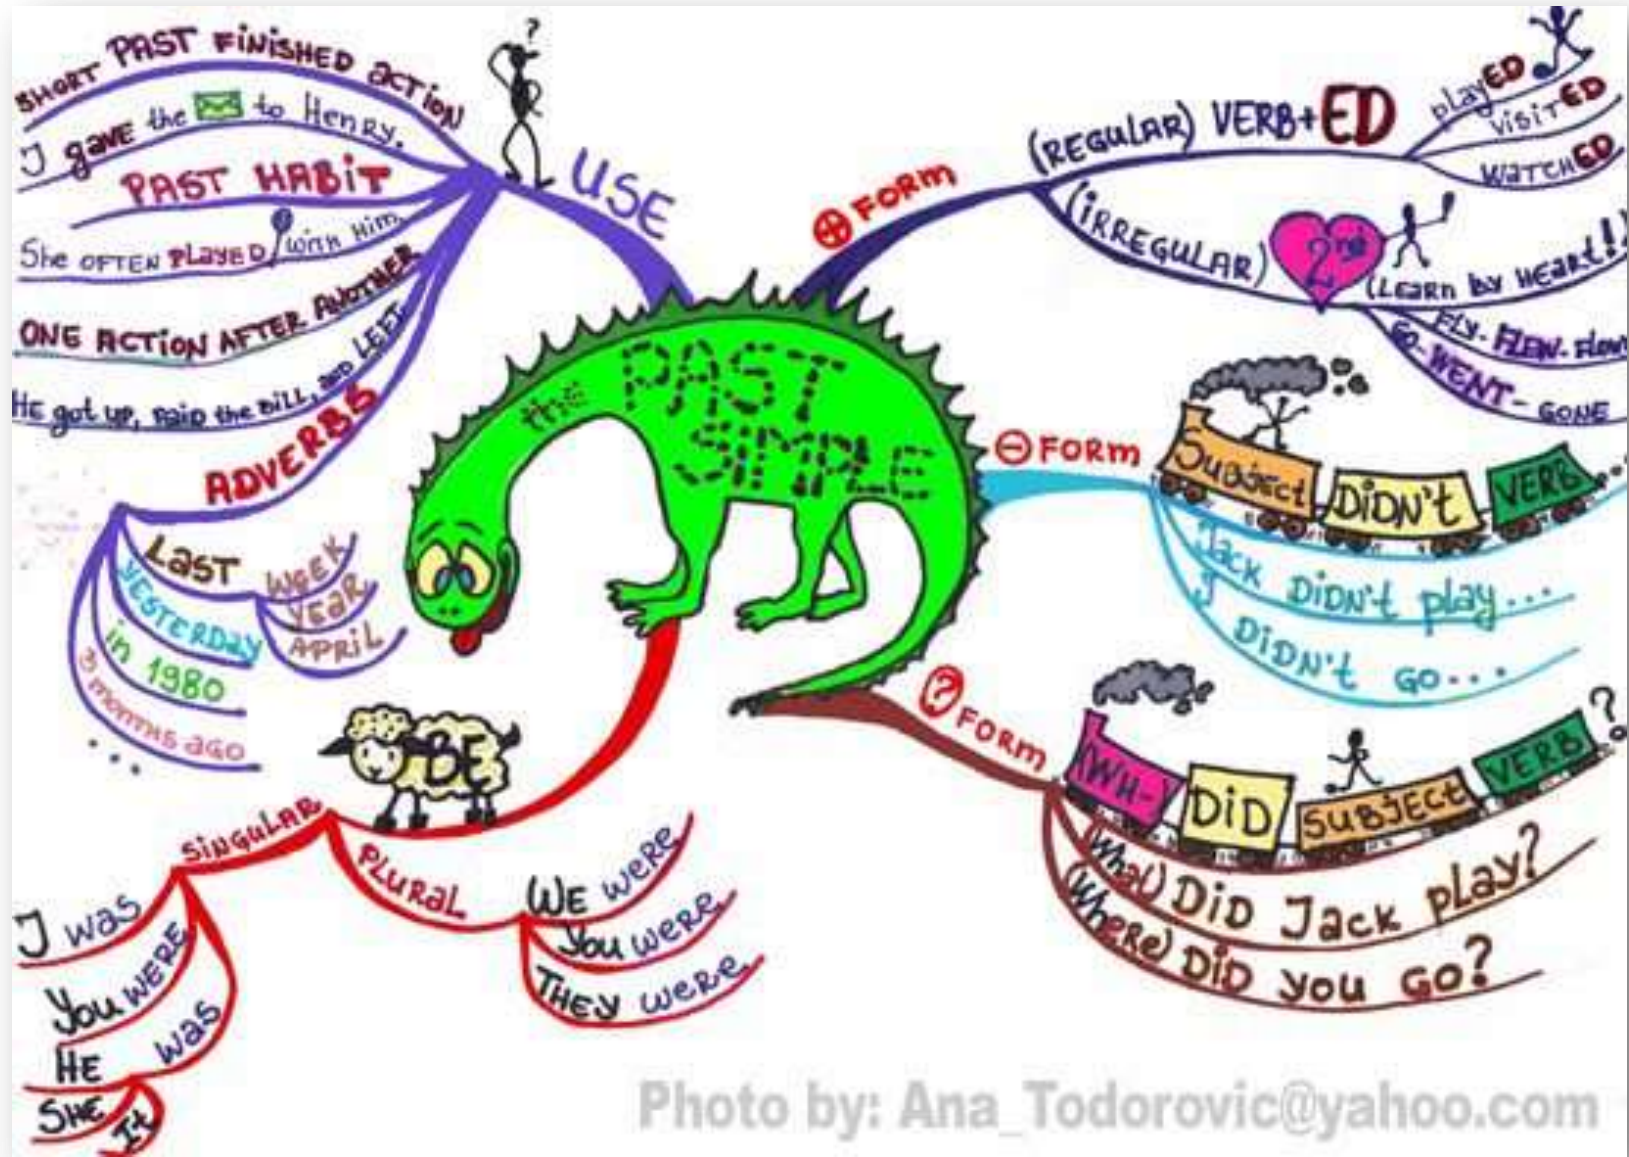 the PAST
SIMPLE
USE
SHORT PAST FINISHED ACTION
I gave the to Henry.
PAST HABIT
She OFTEN PLAYED with Him
ONE ACTION AFTER ANOTHER
HE got up, paid the Bill, and LEFT
ADVERBS
LAST
WEEK
YEAR
APRIL
YESTERDAY
in 1980
3 months ago
...
+ FORM
(REGULAR) VERB+ED
playED
visitED
watchED
(IRREGULAR) 2nd (Learn by Heart!!
FLY-FLEW-
GO-WENT-GONE
- FORM
SUBJECT DIDN't VERB...
Jack DIDN't play...
I DIDN't GO...
? FORM
(WH-) DID SUBJECT VERB ?
(What) DID Jack play?
(Where) DID you GO?
BE
SINGULAR
I was
You WERE
HE was
SHE
It
PLURAL
WE were
You were
THEY were
Photo by: Ana_Todorovic@yahoo.com
?